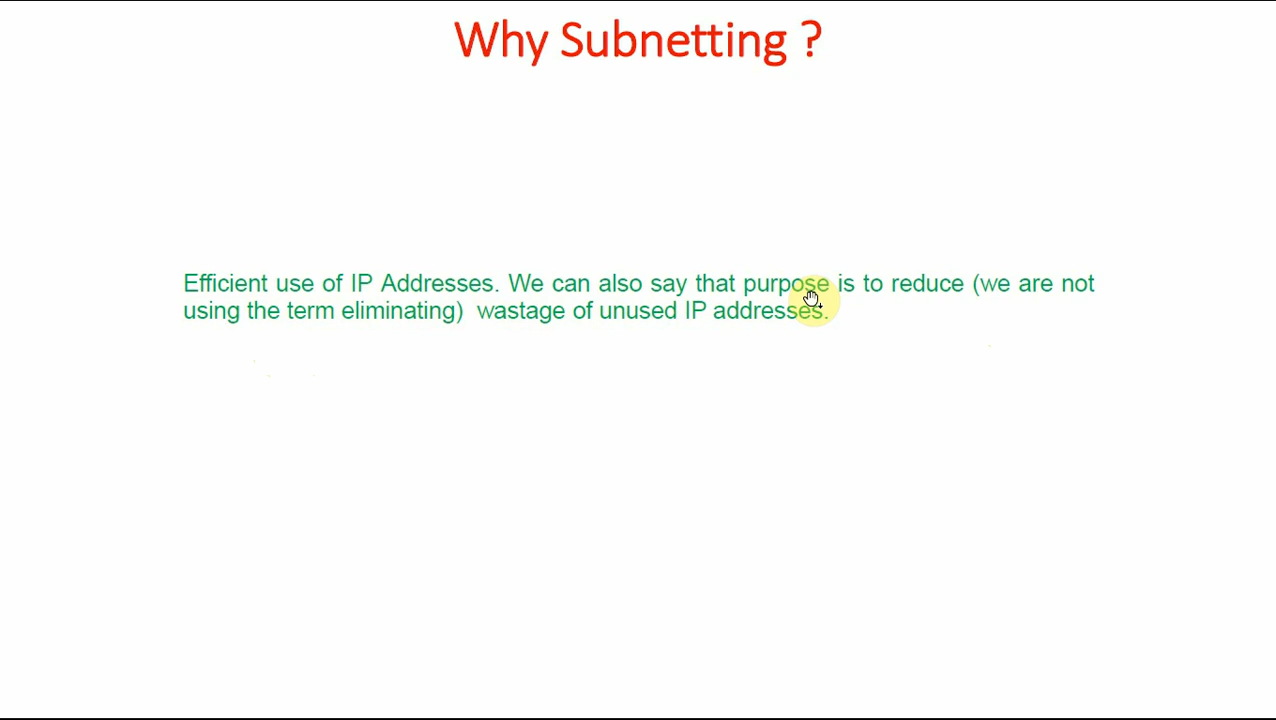 Why Subnetting ?
Efficient use of IP Addresses. We can also say that purpose is to reduce (we are not
using the term eliminating)  wastage of unused IP addresses.